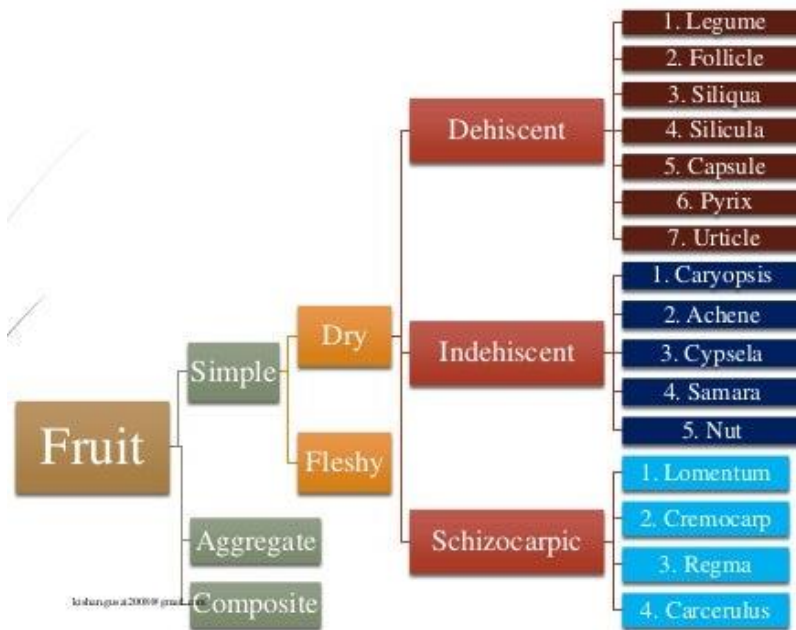 Fruit
Simple
Aggregate
Composite
Dry
Fleshy
Dehiscent
1. Legume
2. Follicle
3. Siliqua
4. Silicula
5. Capsule
6. Pyrix
7. Urticle
Indehiscent
1. Caryopsis
2. Achene
3. Cypsela
4. Samara
5. Nut
Schizocarpic
1. Lomentum
2. Cremocarp
3. Regma
4. Carcerulus